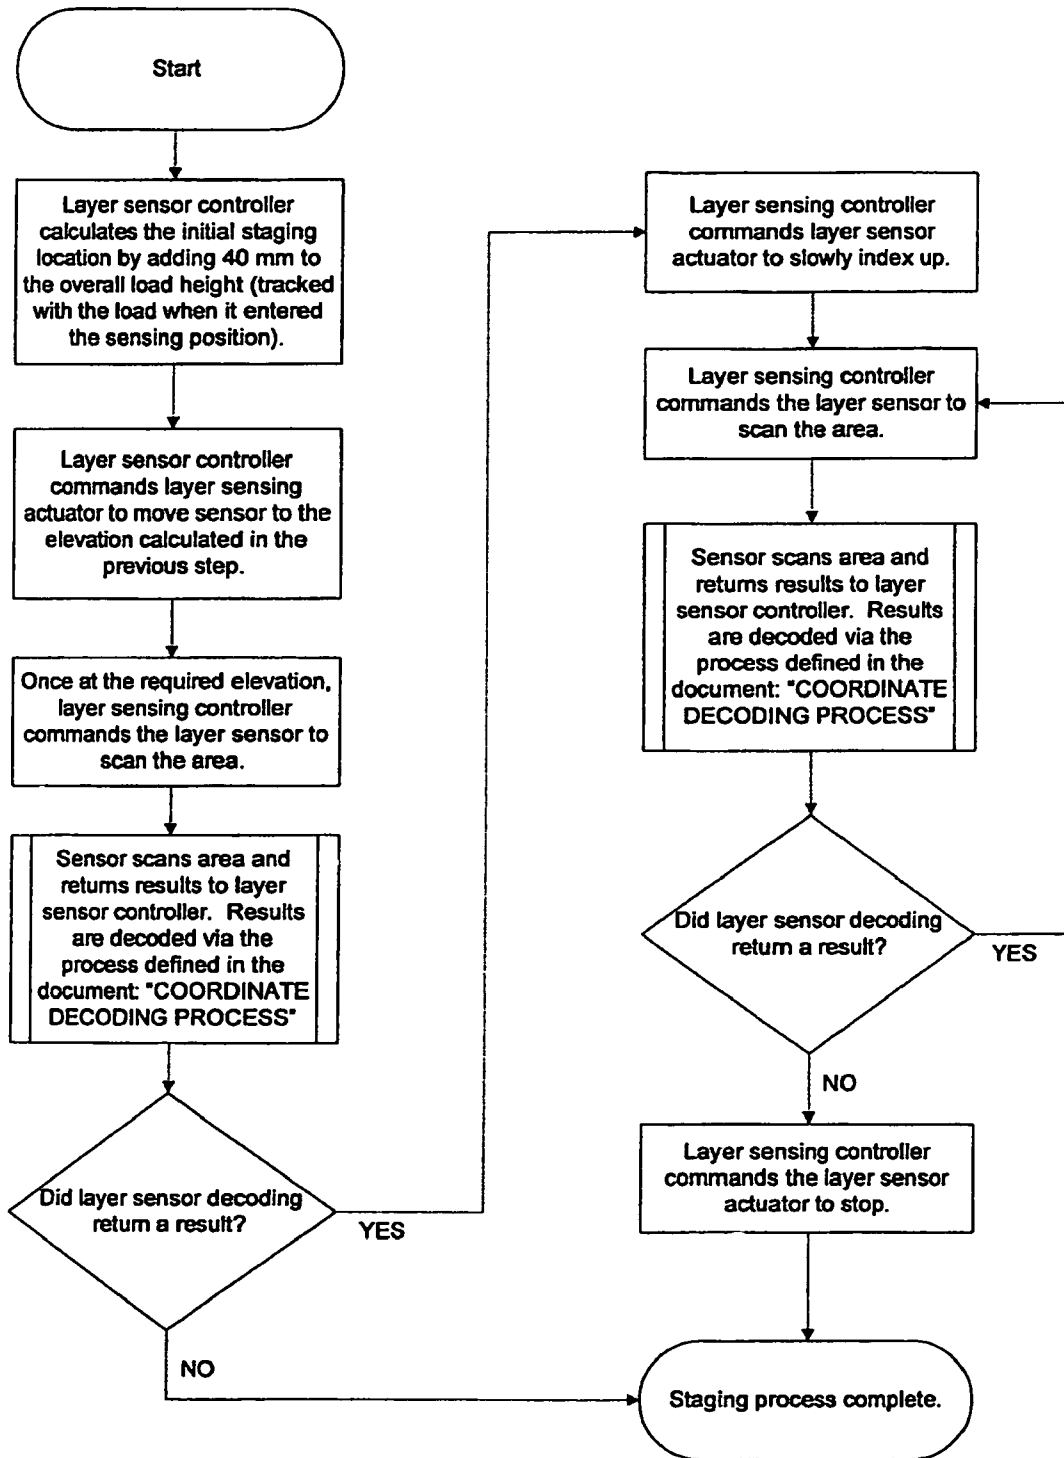 Start
Layer sensor controller
calculates the initial staging
location by adding 40 mm to
the overall load height (tracked
with the load when it entered
the sensing position).
Layer sensor controller
commands layer sensing
actuator to move sensor to the
elevation calculated in the
previous step.
Once at the required elevation,
layer sensing controller
commands the layer sensor to
scan the area.
Sensor scans area and
returns results to layer
sensor controller. Results
are decoded via the
process defined in the
document: "COORDINATE
DECODING PROCESS"
Did layer sensor decoding
return a result?
YES
NO
Layer sensing controller
commands layer sensor
actuator to slowly index up.
Layer sensing controller
commands the layer sensor to
scan the area.
Sensor scans area and
returns results to layer
sensor controller. Results
are decoded via the
process defined in the
document: "COORDINATE
DECODING PROCESS"
Did layer sensor decoding
return a result?
YES
NO
Layer sensing controller
commands the layer sensor
actuator to stop.
Staging process complete.